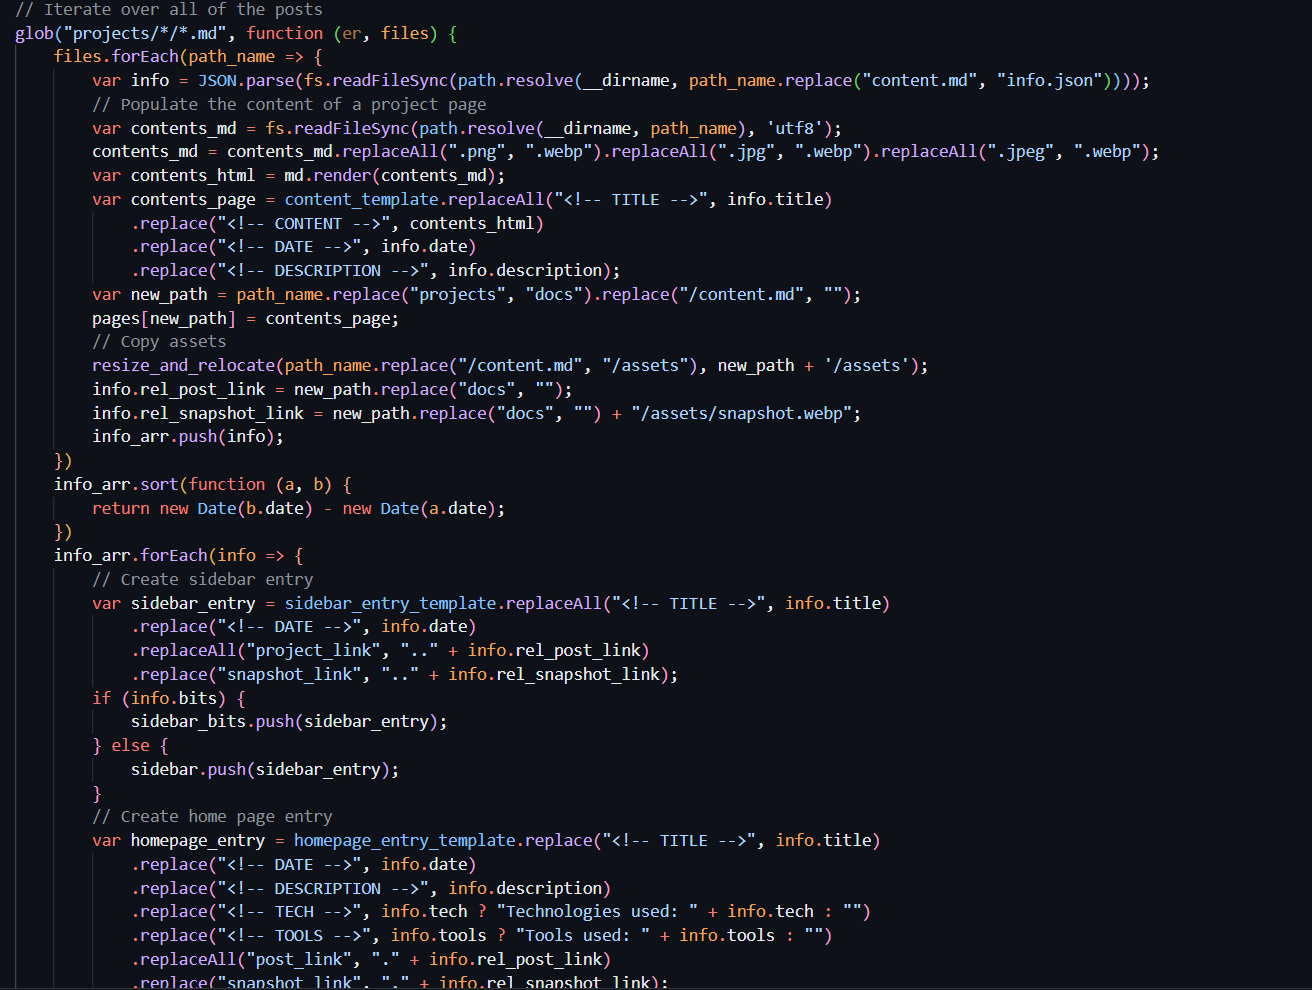 // Iterate over all of the posts
glob("projects/*/*.md", function (er, files) {
    files.forEach(path_name => {
        var info = JSON.parse(fs.readFileSync(path.resolve(__dirname, path_name.replace("content.md", "info.json"))));
        // Populate the content of a project page
        var contents_md = fs.readFileSync(path.resolve(__dirname, path_name), 'utf8');
        contents_md = contents_md.replaceAll(".png", ".webp").replaceAll(".jpg", ".webp").replaceAll(".jpeg", ".webp");
        var contents_html = md.render(contents_md);
        var contents_page = content_template.replaceAll("<!-- TITLE -->", info.title)
            .replace("<!-- CONTENT -->", contents_html)
            .replace("<!-- DATE -->", info.date)
            .replace("<!-- DESCRIPTION -->", info.description);
        var new_path = path_name.replace("projects", "docs").replace("/content.md", "");
        pages[new_path] = contents_page;
        // Copy assets
        resize_and_relocate(path_name.replace("/content.md", "/assets"), new_path + '/assets');
        info.rel_post_link = new_path.replace("docs", "");
        info.rel_snapshot_link = new_path.replace("docs", "") + "/assets/snapshot.webp";
        info_arr.push(info);
    })
    info_arr.sort(function (a, b) {
        return new Date(b.date) - new Date(a.date);
    })
    info_arr.forEach(info => {
        // Create sidebar entry
        var sidebar_entry = sidebar_entry_template.replaceAll("<!-- TITLE -->", info.title)
            .replace("<!-- DATE -->", info.date)
            .replaceAll("project_link", ".." + info.rel_post_link)
            .replace("snapshot_link", ".." + info.rel_snapshot_link);
        if (info.bits) {
            sidebar_bits.push(sidebar_entry);
        } else {
            sidebar.push(sidebar_entry);
        }
        // Create home page entry
        var homepage_entry = homepage_entry_template.replace("<!-- TITLE -->", info.title)
            .replace("<!-- DATE -->", info.date)
            .replace("<!-- DESCRIPTION -->", info.description)
            .replace("<!-- TECH -->", info.tech ? "Technologies used: " + info.tech : "")
            .replace("<!-- TOOLS -->", info.tools ? "Tools used: " + info.tools : "")
            .replaceAll("post_link", "." + info.rel_post_link)
            .replace("snapshot_link", "." + info.rel_snapshot_link);